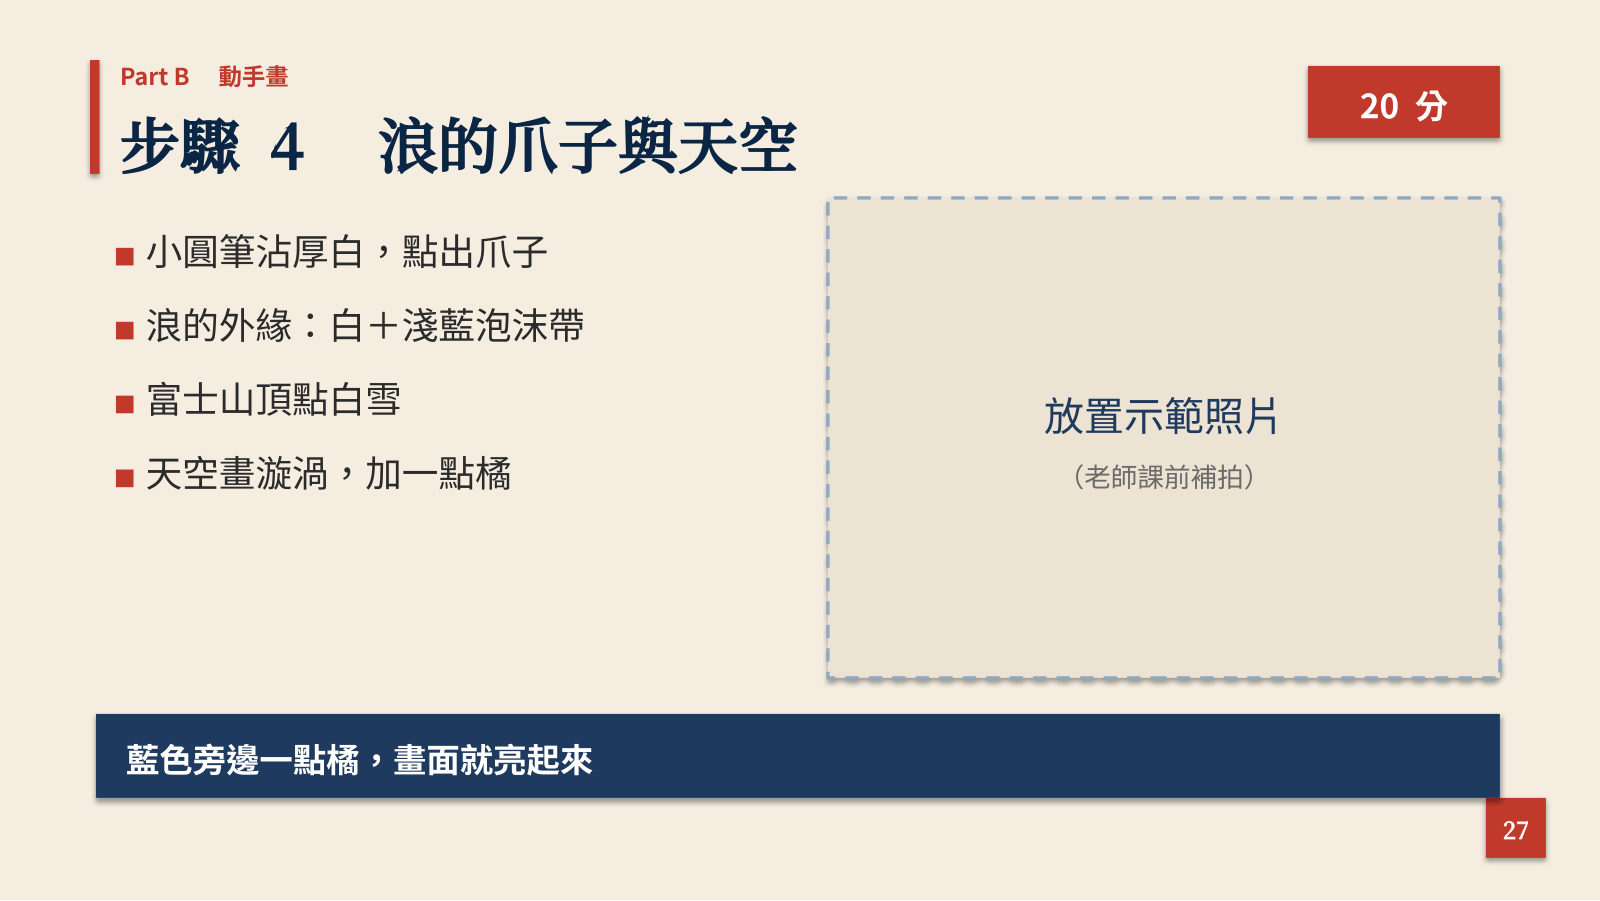 Part B　動手畫
20 分
步驟 4　浪的爪子與天空
小圓筆沾厚白，點出爪子
浪的外緣：白＋淺藍泡沫帶
富士山頂點白雪
天空畫漩渦，加一點橘
放置示範照片
（老師課前補拍）
藍色旁邊一點橘，畫面就亮起來
27